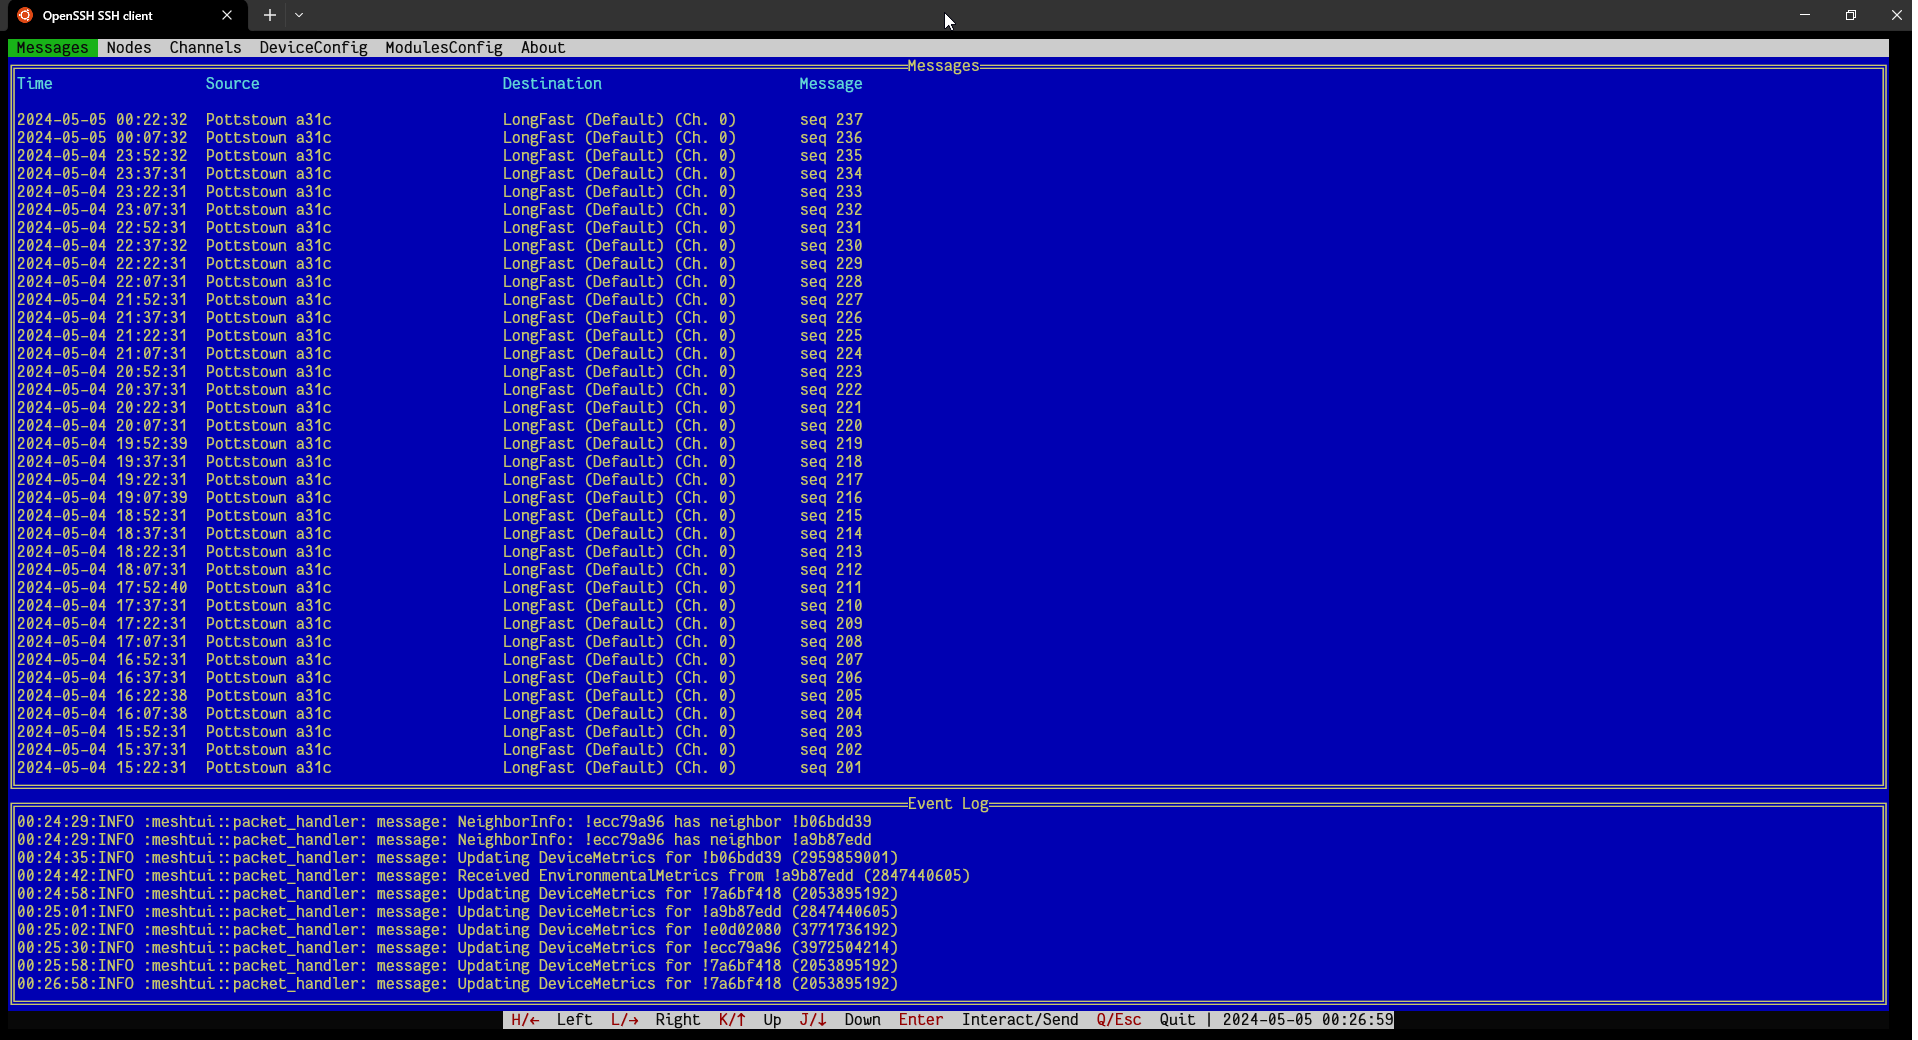 OpenSSH SSH client
Messages Nodes Channels DeviceConfig ModulesConfig About
Messages
Time Source Destination Message
2024-05-05 00:22:32 Pottstown a31c LongFast (Default) (Ch. 0) seq 237
2024-05-05 00:07:32 Pottstown a31c LongFast (Default) (Ch. 0) seq 236
2024-05-04 23:52:32 Pottstown a31c LongFast (Default) (Ch. 0) seq 235
2024-05-04 23:37:31 Pottstown a31c LongFast (Default) (Ch. 0) seq 234
2024-05-04 23:22:31 Pottstown a31c LongFast (Default) (Ch. 0) seq 233
2024-05-04 23:07:31 Pottstown a31c LongFast (Default) (Ch. 0) seq 232
2024-05-04 22:52:31 Pottstown a31c LongFast (Default) (Ch. 0) seq 231
2024-05-04 22:37:32 Pottstown a31c LongFast (Default) (Ch. 0) seq 230
2024-05-04 22:22:31 Pottstown a31c LongFast (Default) (Ch. 0) seq 229
2024-05-04 22:07:31 Pottstown a31c LongFast (Default) (Ch. 0) seq 228
2024-05-04 21:52:31 Pottstown a31c LongFast (Default) (Ch. 0) seq 227
2024-05-04 21:37:31 Pottstown a31c LongFast (Default) (Ch. 0) seq 226
2024-05-04 21:22:31 Pottstown a31c LongFast (Default) (Ch. 0) seq 225
2024-05-04 21:07:31 Pottstown a31c LongFast (Default) (Ch. 0) seq 224
2024-05-04 20:52:31 Pottstown a31c LongFast (Default) (Ch. 0) seq 223
2024-05-04 20:37:31 Pottstown a31c LongFast (Default) (Ch. 0) seq 222
2024-05-04 20:22:31 Pottstown a31c LongFast (Default) (Ch. 0) seq 221
2024-05-04 20:07:31 Pottstown a31c LongFast (Default) (Ch. 0) seq 220
2024-05-04 19:52:39 Pottstown a31c LongFast (Default) (Ch. 0) seq 219
2024-05-04 19:37:31 Pottstown a31c LongFast (Default) (Ch. 0) seq 218
2024-05-04 19:22:31 Pottstown a31c LongFast (Default) (Ch. 0) seq 217
2024-05-04 19:07:39 Pottstown a31c LongFast (Default) (Ch. 0) seq 216
2024-05-04 18:52:31 Pottstown a31c LongFast (Default) (Ch. 0) seq 215
2024-05-04 18:37:31 Pottstown a31c LongFast (Default) (Ch. 0) seq 214
2024-05-04 18:22:31 Pottstown a31c LongFast (Default) (Ch. 0) seq 213
2024-05-04 18:07:31 Pottstown a31c LongFast (Default) (Ch. 0) seq 212
2024-05-04 17:52:40 Pottstown a31c LongFast (Default) (Ch. 0) seq 211
2024-05-04 17:37:31 Pottstown a31c LongFast (Default) (Ch. 0) seq 210
2024-05-04 17:22:31 Pottstown a31c LongFast (Default) (Ch. 0) seq 209
2024-05-04 17:07:31 Pottstown a31c LongFast (Default) (Ch. 0) seq 208
2024-05-04 16:52:31 Pottstown a31c LongFast (Default) (Ch. 0) seq 207
2024-05-04 16:37:31 Pottstown a31c LongFast (Default) (Ch. 0) seq 206
2024-05-04 16:22:38 Pottstown a31c LongFast (Default) (Ch. 0) seq 205
2024-05-04 16:07:38 Pottstown a31c LongFast (Default) (Ch. 0) seq 204
2024-05-04 15:52:31 Pottstown a31c LongFast (Default) (Ch. 0) seq 203
2024-05-04 15:37:31 Pottstown a31c LongFast (Default) (Ch. 0) seq 202
2024-05-04 15:22:31 Pottstown a31c LongFast (Default) (Ch. 0) seq 201
Event Log
00:24:29:INFO :meshtui::packet_handler: message: NeighborInfo: !ecc79a96 has neighbor !b06bdd39
00:24:29:INFO :meshtui::packet_handler: message: NeighborInfo: !ecc79a96 has neighbor !a9b87edd
00:24:35:INFO :meshtui::packet_handler: message: Updating DeviceMetrics for !b06bdd39 (2959859001)
00:24:42:INFO :meshtui::packet_handler: message: Received EnvironmentalMetrics from !a9b87edd (2847440605)
00:24:58:INFO :meshtui::packet_handler: message: Updating DeviceMetrics for !7a6bf418 (2053895192)
00:25:01:INFO :meshtui::packet_handler: message: Updating DeviceMetrics for !a9b87edd (2847440605)
00:25:02:INFO :meshtui::packet_handler: message: Updating DeviceMetrics for !e0d02080 (3771736192)
00:25:30:INFO :meshtui::packet_handler: message: Updating DeviceMetrics for !ecc79a96 (3972504214)
00:25:58:INFO :meshtui::packet_handler: message: Updating DeviceMetrics for !7a6bf418 (2053895192)
00:26:58:INFO :meshtui::packet_handler: message: Updating DeviceMetrics for !7a6bf418 (2053895192)
H/← Left L/→ Right K/↑ Up J/↓ Down Enter Interact/Send Q/Esc Quit | 2024-05-05 00:26:59